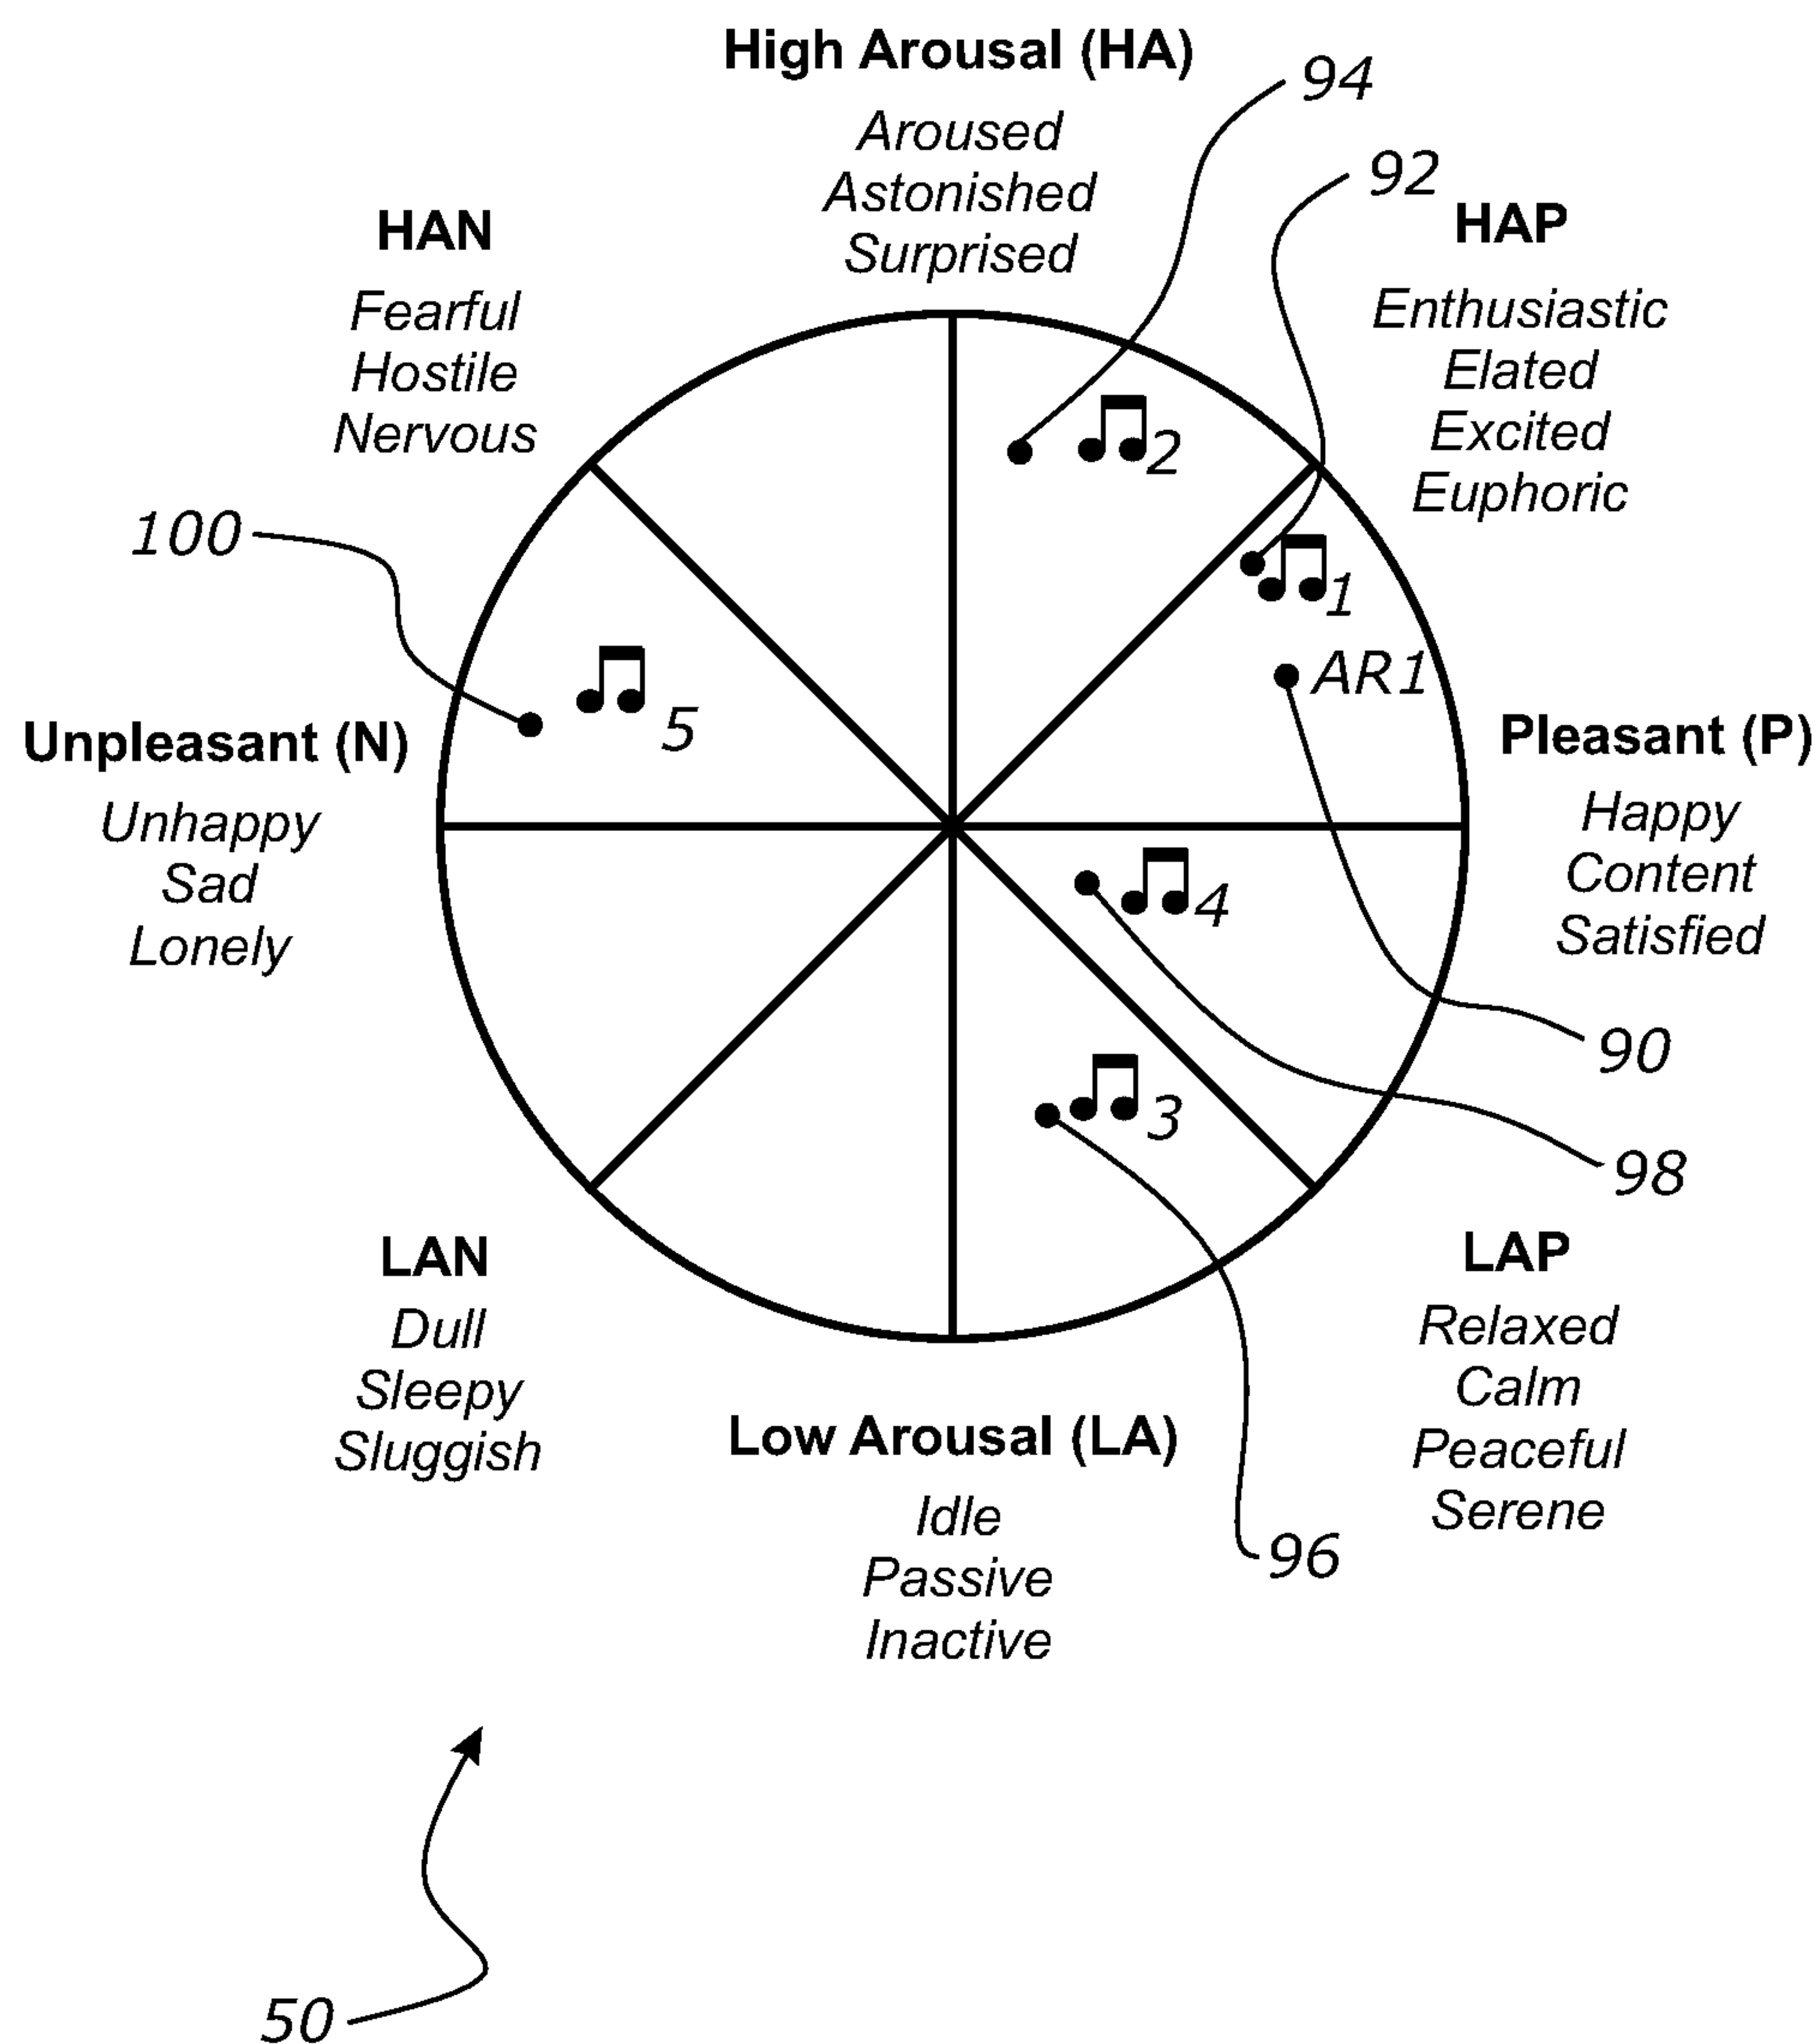 High Arousal (HA)
Aroused
Astonished
Surprised
94
92
HAP
Enthusiastic
Elated
Excited
Euphoric
HAN
Fearful
Hostile
Nervous
100
2
1
AR1
5
Unpleasant (N)
Unhappy
Sad
Lonely
Pleasant (P)
Happy
Content
Satisfied
4
3
90
98
LAN
Dull
Sleepy
Sluggish
LAP
Relaxed
Calm
Peaceful
Serene
Low Arousal (LA)
Idle
Passive
Inactive
96
50